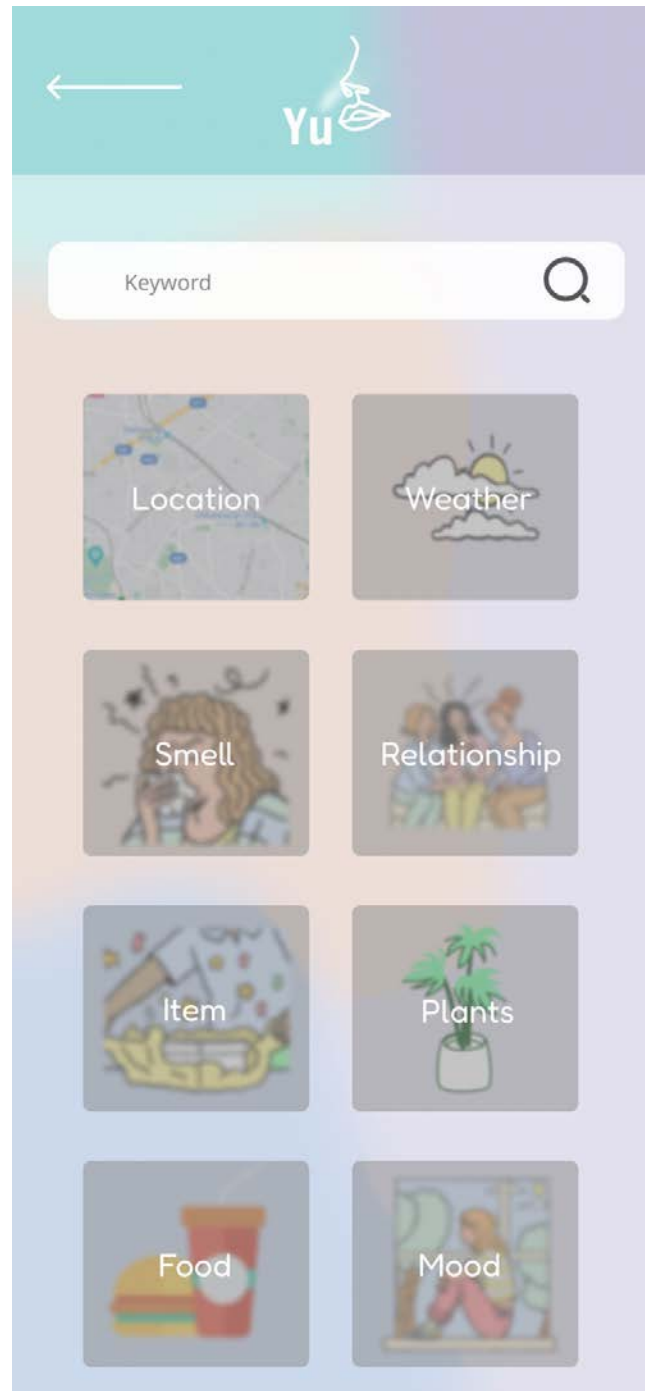 Yu
Keyword
Location
Weather
Smell
Relationship
Item
Plants
Food
Mood